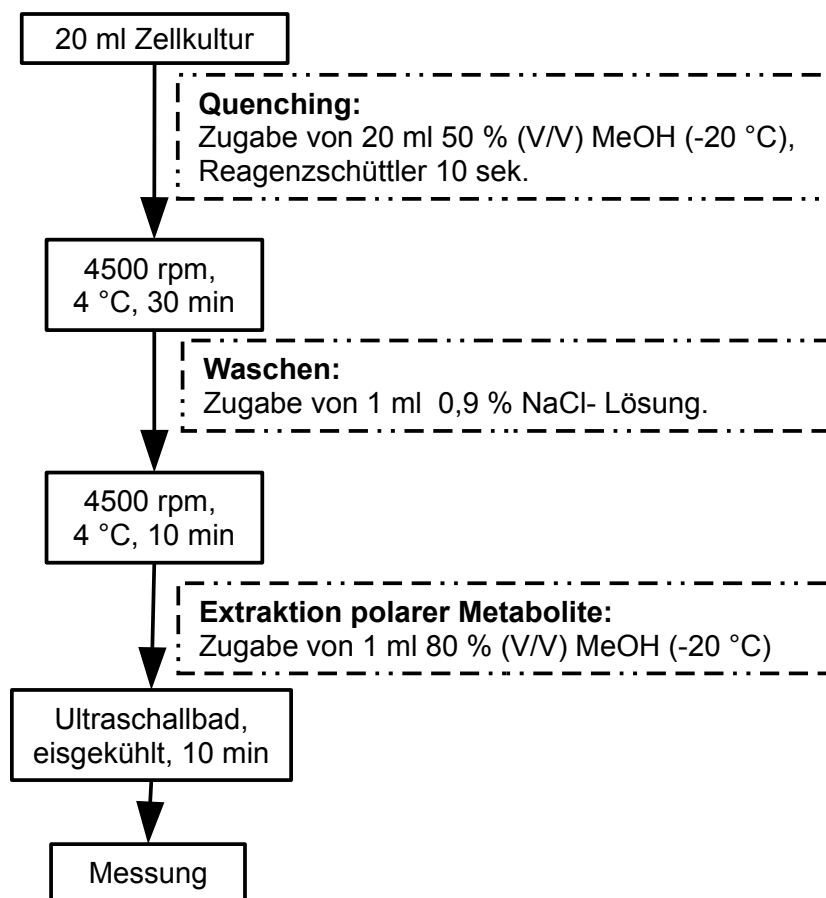 20 ml Zellkultur
Quenching:
Zugabe von 20 ml 50 % (V/V) MeOH (-20 °C),
Reagenzschüttler 10 sek.
4500 rpm,
4 °C, 30 min
Waschen:
Zugabe von 1 ml 0,9 % NaCl- Lösung.
4500 rpm,
4 °C, 10 min
Extraktion polarer Metabolite:
Zugabe von 1 ml 80 % (V/V) MeOH (-20 °C)
Ultraschallbad,
eisgekühlt, 10 min
Messung